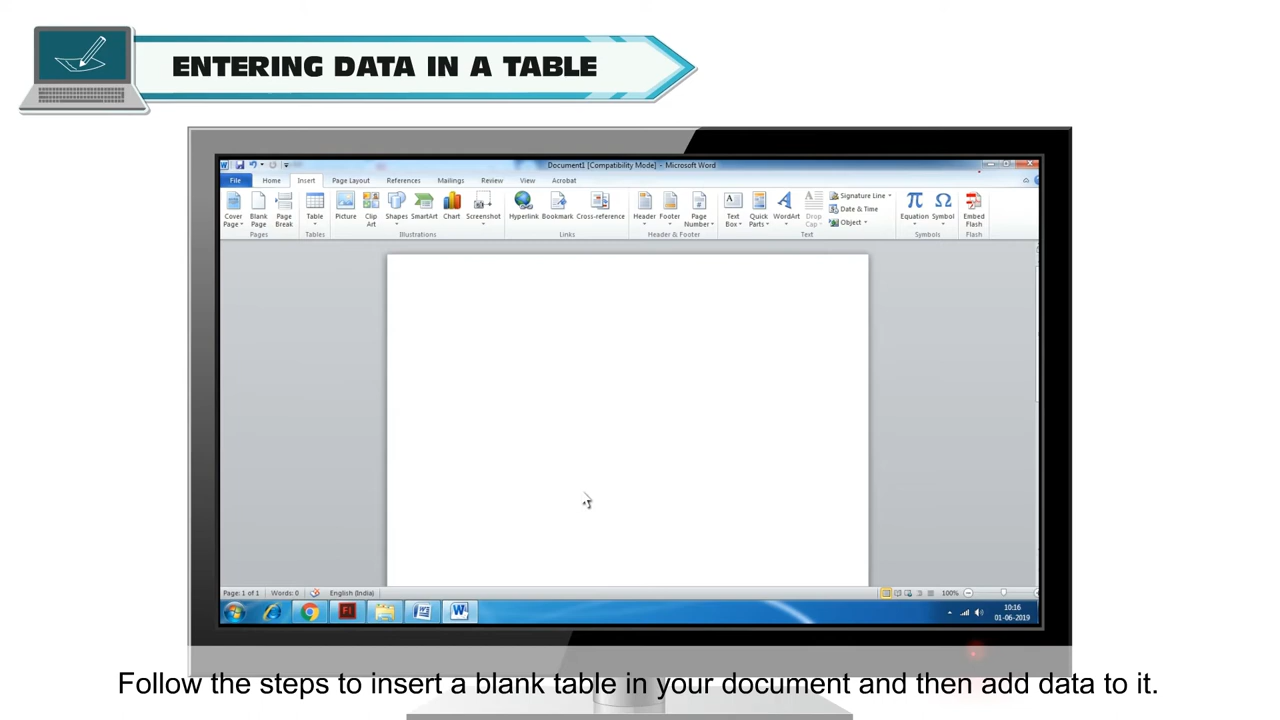 ENTERING DATA IN A TABLE
Document1 [Compatibility Mode] - Microsoft Word
File Home Insert Page Layout References Mailings Review View Acrobat
Cover Page Blank Page Page Break Table Picture Clip Art Shapes SmartArt Chart Screenshot Hyperlink Bookmark Cross-reference Header Footer Page Number Text Box Quick Parts WordArt Drop Cap Signature Line Date & Time Object Equation Symbol Embed Flash
Pages Tables Illustrations Links Header & Footer Text Symbols Flash
Page: 1 of 1 Words: 0 English (India) 100%
10:16
01-06-2019
Follow the steps to insert a blank table in your document and then add data to it.